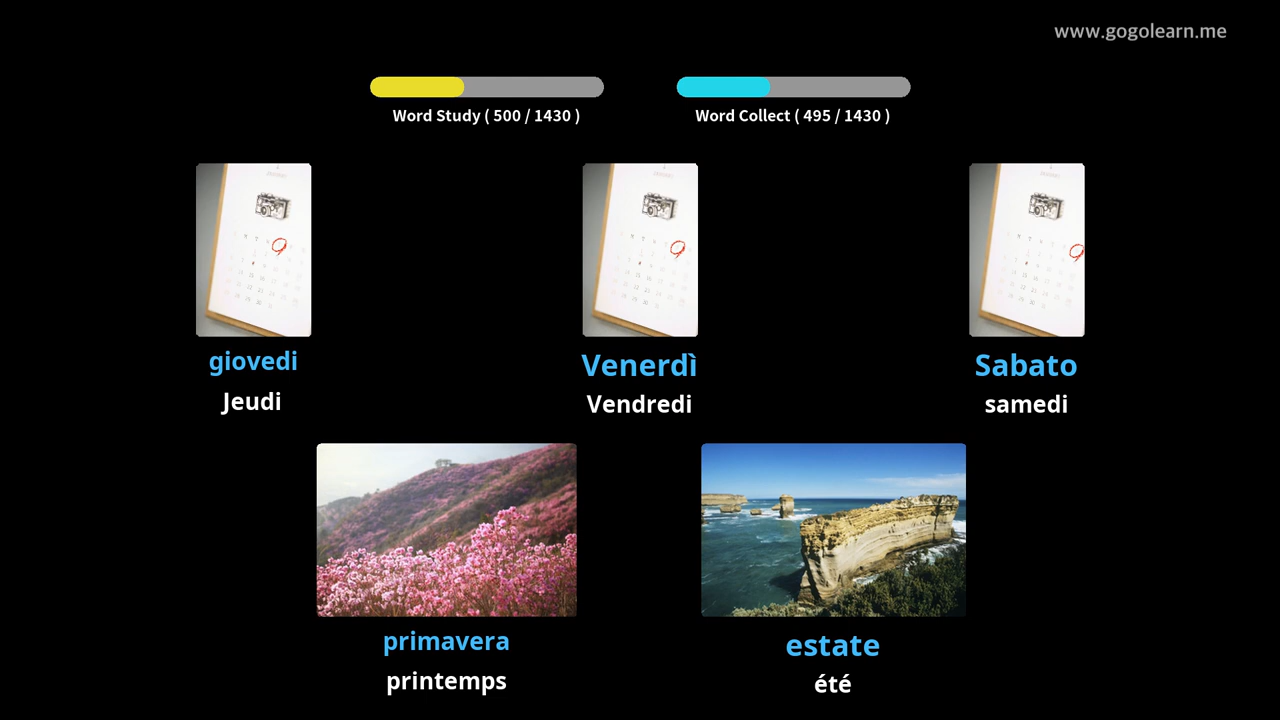 www.gogolearn.me
Word Study ( 500 / 1430 )
Word Collect ( 495 / 1430 )
giovedi
Venerdì
Sabato
Jeudi
Vendredi
samedi
primavera
estate
printemps
été